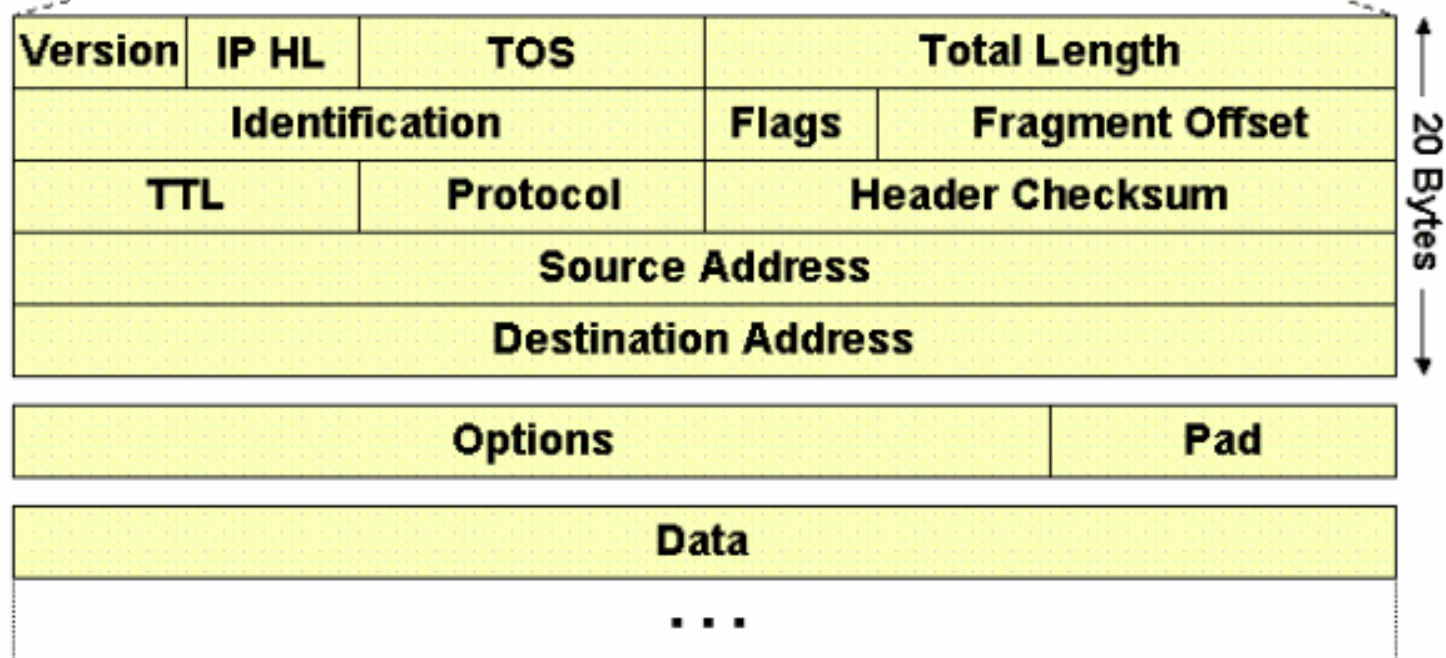 Version IP HL TOS Total Length
Identification Flags Fragment Offset
TTL Protocol Header Checksum
Source Address
Destination Address
20 Bytes
Options Pad
Data
...